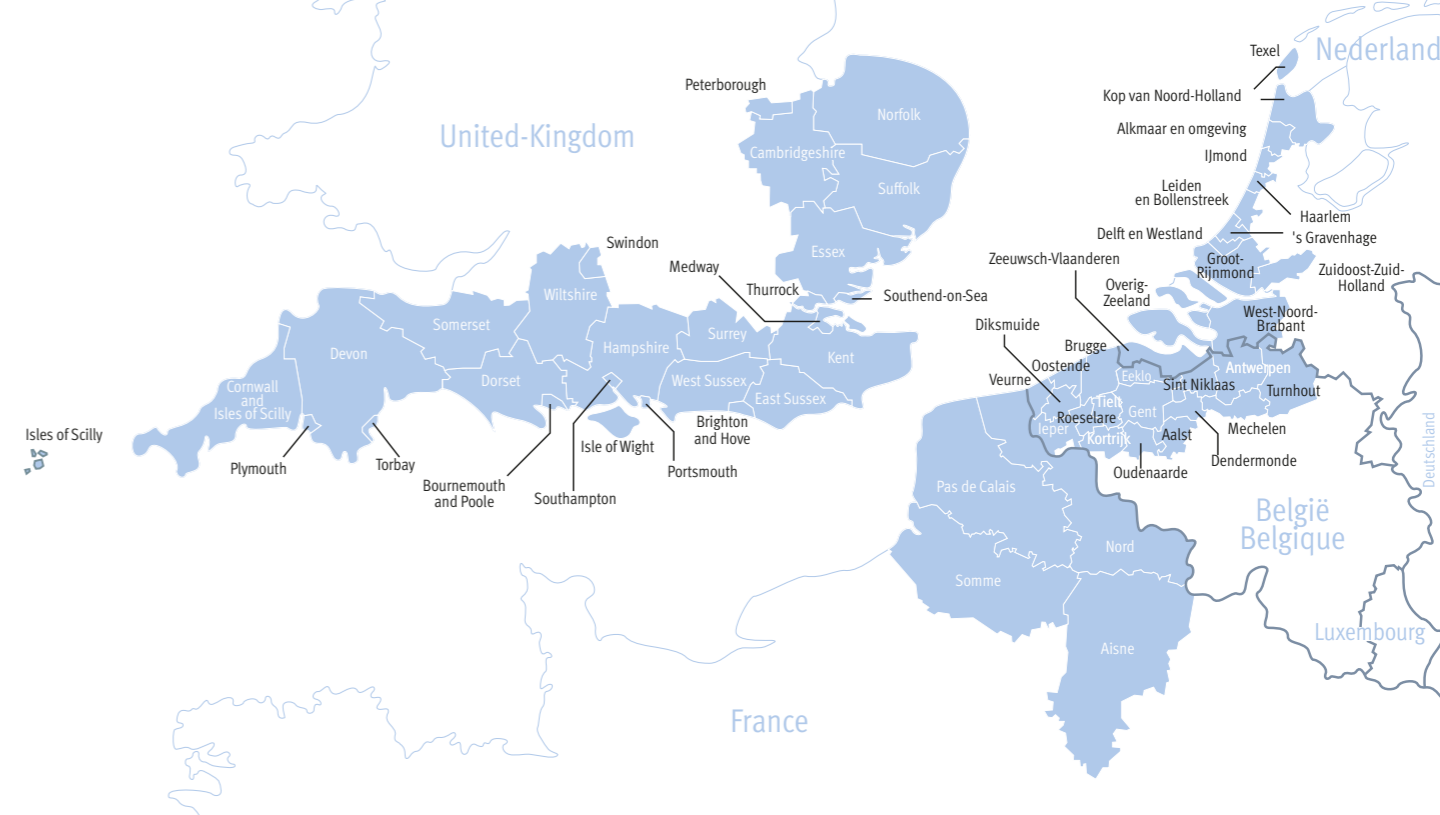 Texel
Nederland
Peterborough
Kop van Noord-Holland
Norfolk
United-Kingdom
Alkmaar en omgeving
Cambridgeshire
IJmond
Suffolk
Leiden
en Bollenstreek
Haarlem
Delft en Westland
's Gravenhage
Swindon
Essex
Medway
Zeeuwsch-Vlaanderen
Groot-
Rijnmond
Zuidoost-Zuid-
Holland
Thurrock
Southend-on-Sea
Overig-
Zeeland
Wiltshire
West-Noord-
Brabant
Somerset
Diksmuide
Surrey
Hampshire
Brugge
Devon
Kent
Oostende
Antwerpen
Veurne
Eeklo
Sint Niklaas
Turnhout
Dorset
West Sussex
East Sussex
Cornwall
and
Isles of Scilly
Tielt
Gent
Roeselare
Ieper
Kortrijk
Aalst
Mechelen
Brighton
and Hove
Isles of Scilly
Isle of Wight
Plymouth
Torbay
Portsmouth
Oudenaarde
Dendermonde
Bournemouth
and Poole
Southampton
Pas de Calais
Deutschland
België
Belgique
Nord
Somme
Luxembourg
Aisne
France